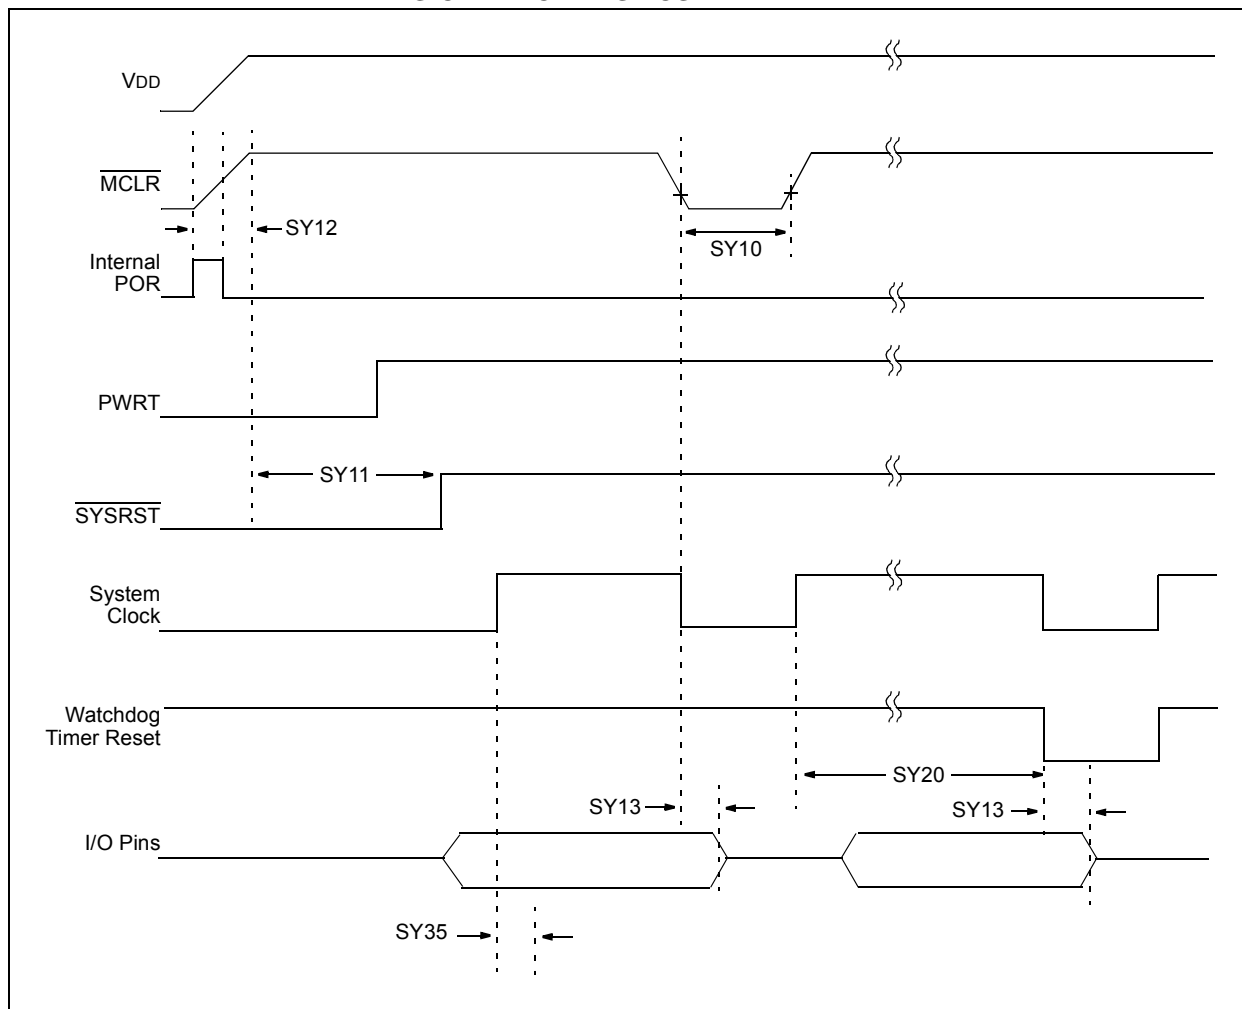 VDD
MCLR
SY12
SY10
Internal
POR
PWRT
SY11
SYSRST
System
Clock
Watchdog
Timer Reset
SY20
SY13
SY13
I/O Pins
SY35